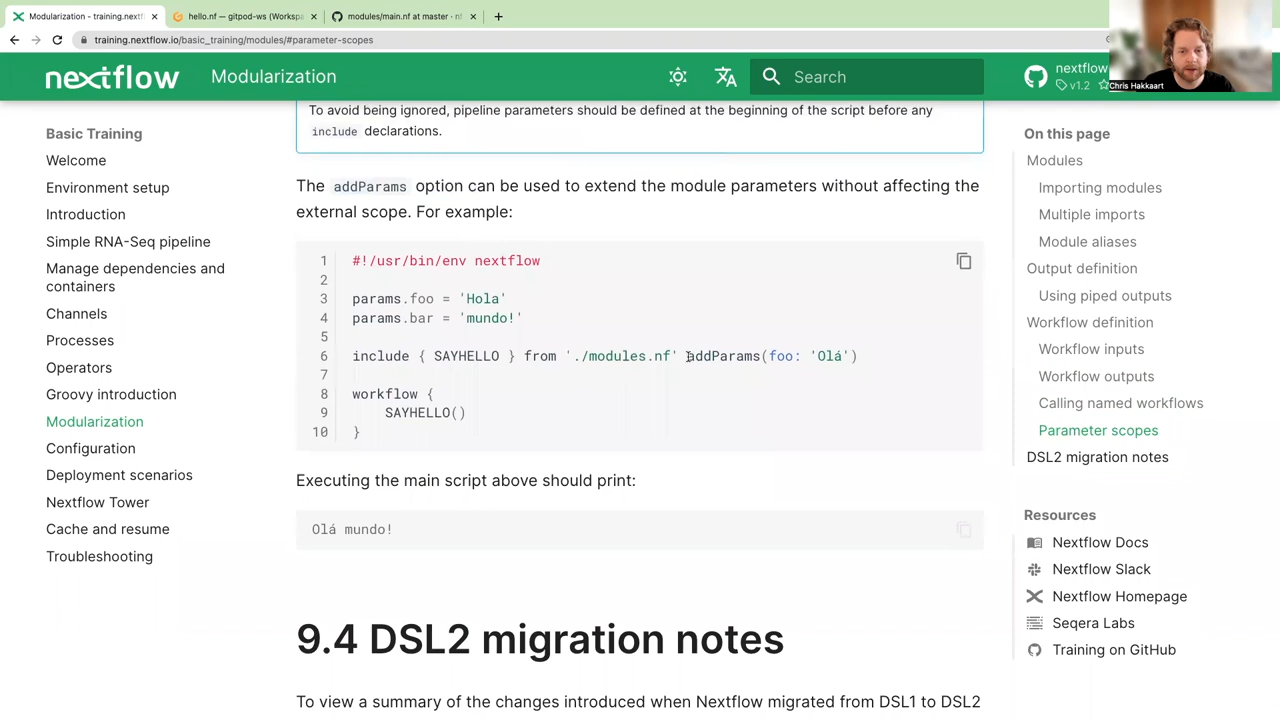 Modularization - training.nextfl
hello.nf - gitpod-ws (Worksp
modules/main.nf at master · n
training.nextflow.io/basic_training/modules/#parameter-scopes
nextflow
Modularization
Search
nextflow
v1.2
Chris Hakkaart
Basic Training
Welcome
Environment setup
Introduction
Simple RNA-Seq pipeline
Manage dependencies and
containers
Channels
Processes
Operators
Groovy introduction
Modularization
Configuration
Deployment scenarios
Nextflow Tower
Cache and resume
Troubleshooting
To avoid being ignored, pipeline parameters should be defined at the beginning of the script before any
include declarations.
The addParams option can be used to extend the module parameters without affecting the
external scope. For example:
1 #!/usr/bin/env nextflow
2
3 params.foo = 'Hola'
4 params.bar = 'mundo!'
5
6 include { SAYHELLO } from './modules.nf' addParams(foo: 'Olá')
7
8 workflow {
9 SAYHELLO()
10 }
Executing the main script above should print:
Olá mundo!
9.4 DSL2 migration notes
To view a summary of the changes introduced when Nextflow migrated from DSL1 to DSL2
On this page
Modules
Importing modules
Multiple imports
Module aliases
Output definition
Using piped outputs
Workflow definition
Workflow inputs
Workflow outputs
Calling named workflows
Parameter scopes
DSL2 migration notes
Resources
Nextflow Docs
Nextflow Slack
Nextflow Homepage
Seqera Labs
Training on GitHub